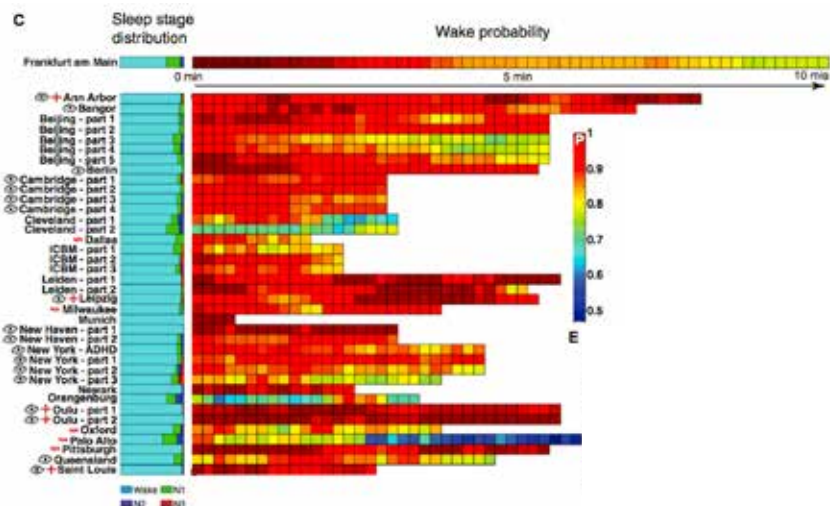 C
Sleep stage
distribution
Wake probability
Frankfurt am Main
0 min
5 min
10 min
Ann Arbor
Bangor
Beijing - part 1
Beijing - part 2
Beijing - part 3
Beijing - part 4
Beijing - part 5
Berlin
Cambridge - part 1
Cambridge - part 2
Cambridge - part 3
Cambridge - part 4
Cleveland - part 1
Cleveland - part 2
Dallas
ICBM - part 1
ICBM - part 2
ICBM - part 3
Leiden - part 1
Leiden - part 2
Leipzig
Milwaukee
Munich
New Haven - part 1
New Haven - part 2
New York - ADHD
New York - part 1
New York - part 2
New York - part 3
Newark
Orangenburg
Oulu - part 1
Oulu - part 2
Oxford
Palo Alto
Pittsburgh
Queensland
Saint Louis
P
1
0.9
0.8
0.7
0.6
0.5
E
Wake N1
N2 N3